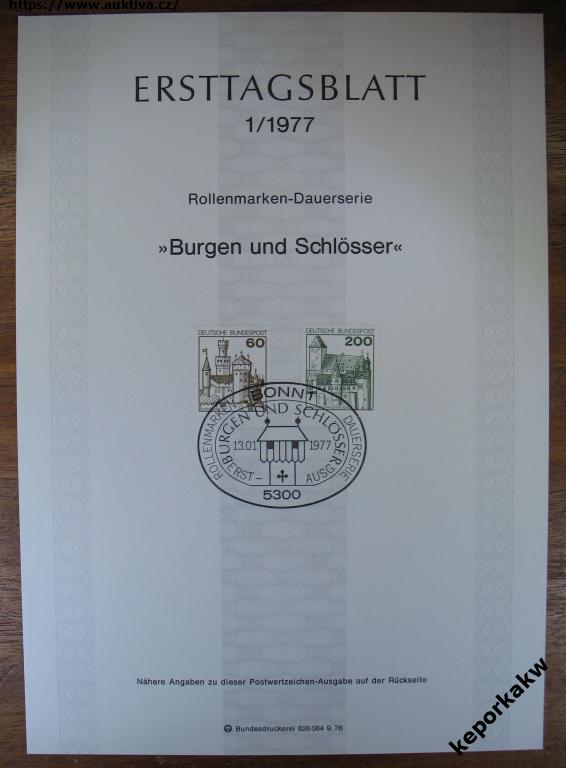 https://www.auktiva.cz/
ERSTTAGSBLATT
1/1977
Rollenmarken-Dauerserie
»Burgen und Schlösser«
DEUTSCHE BUNDESPOST
60
DEUTSCHE BUNDESPOST
200
BONN 1
ROLLENMARKEN DAUERSERIE
BURGEN UND SCHLÖSSER
13.01 1977
ERST- AUSG
5300
Nähere Angaben zu dieser Postwertzeichen-Ausgabe auf der Rückseite
Bundesdruckerei 626 084 9. 76
keporkakw